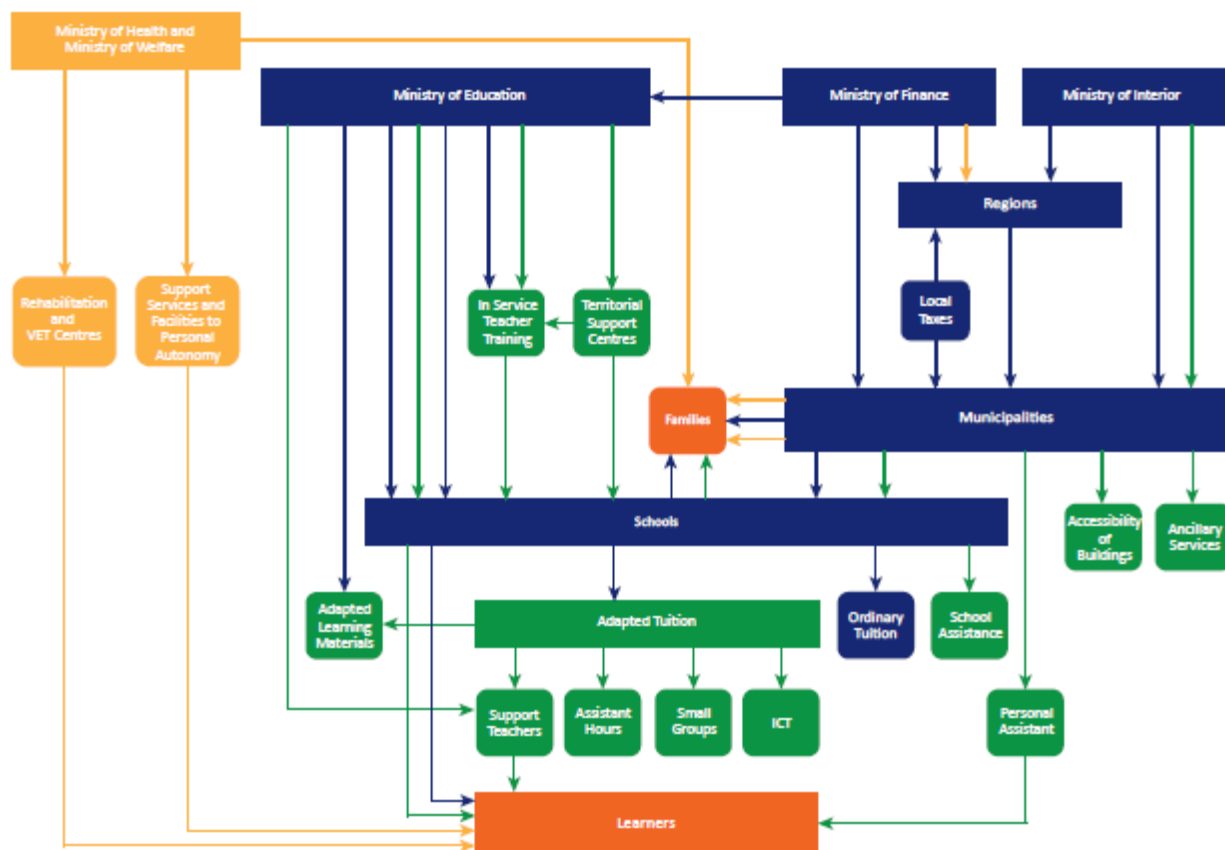 Ministry of Health and
Ministry of Welfare
Ministry of Education
Ministry of Finance
Ministry of Interior
Regions
Rehabilitation
and
VET Centres
Support
Services and
Facilities to
Personal
Autonomy
In Service
Teacher
Training
Territorial
Support
Centres
Local
Taxes
Families
Municipalities
Schools
Accessibility
of
Buildings
Ancillary
Services
Adapted
Learning
Materials
Adapted Tuition
Ordinary
Tuition
School
Assistance
Support
Teachers
Assistant
Hours
Small
Groups
ICT
Personal
Assistant
Learners